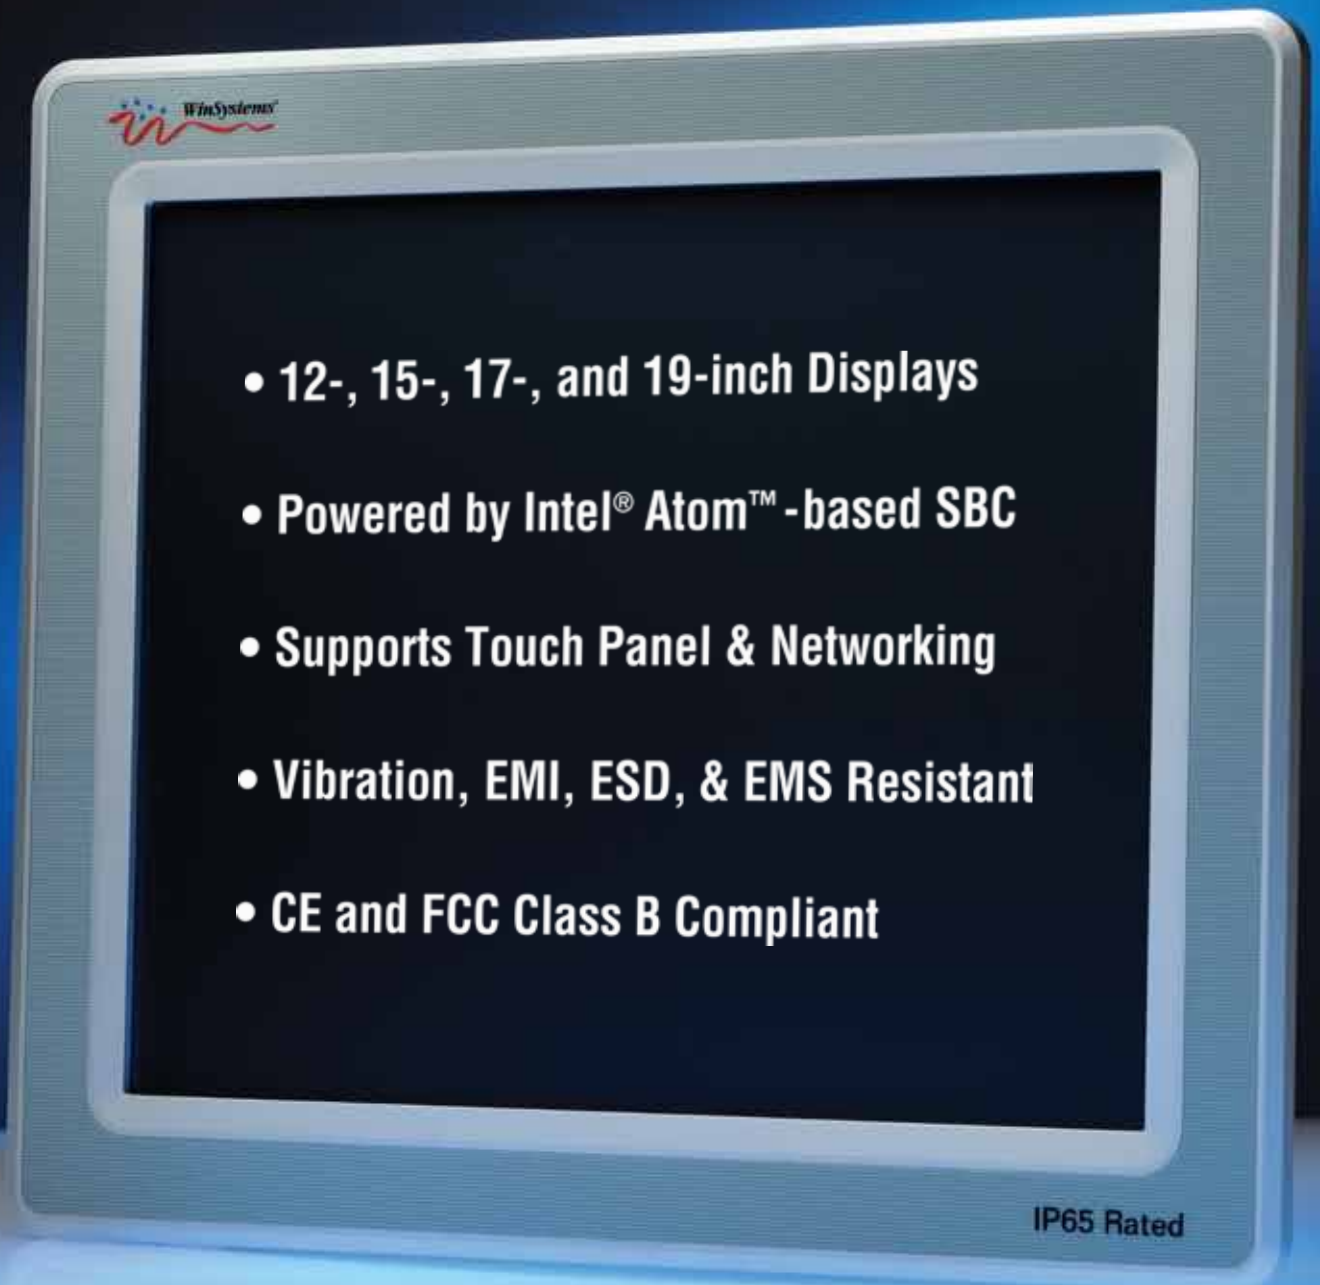 WinSystems®
• 12-, 15-, 17-, and 19-inch Displays
• Powered by Intel® Atom™-based SBC
• Supports Touch Panel & Networking
• Vibration, EMI, ESD, & EMS Resistant
• CE and FCC Class B Compliant
IP65 Rated